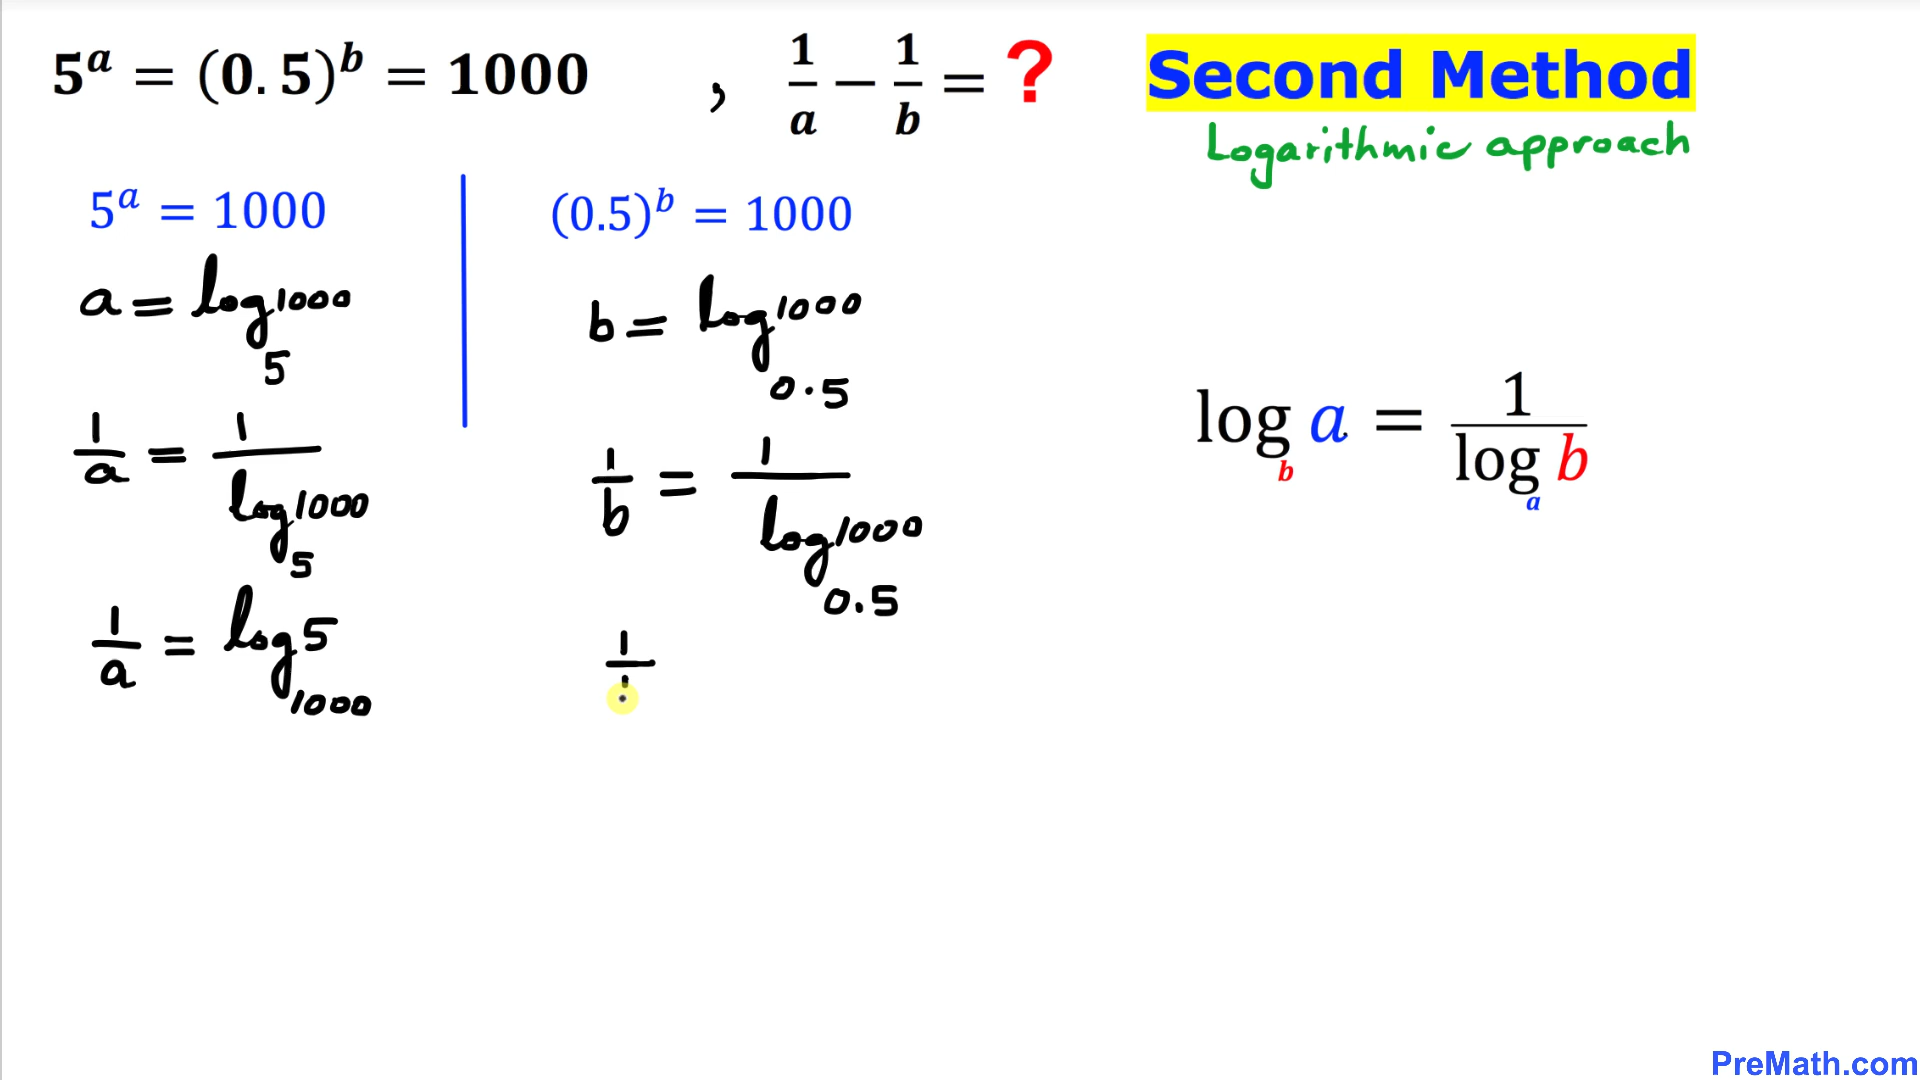 5^a = (0.5)^b = 1000 , 1/a − 1/b = ?
Second Method
Logarithmic approach
5^a = 1000
a = log_5 1000
1/a = 1/log_5 1000
1/a = log_1000 5
(0.5)^b = 1000
b = log_0.5 1000
1/b = 1/log_0.5 1000
1/
log_b a = 1/log_a b
PreMath.com